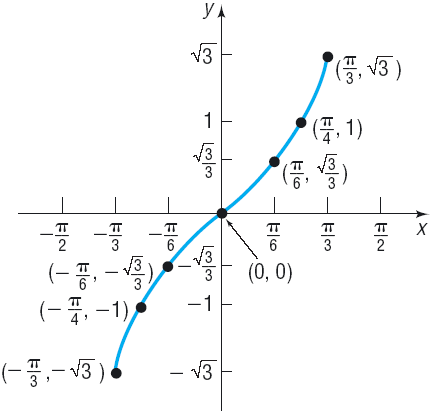 y
√3
(π/3, √3)
1
(π/4, 1)
√3/3
(π/6, √3/3)
−π/2 −π/3 −π/6 π/6 π/3 π/2 x
(−π/6, −√3/3) −√3/3 (0, 0)
(−π/4, −1) −1
(−π/3, −√3) −√3